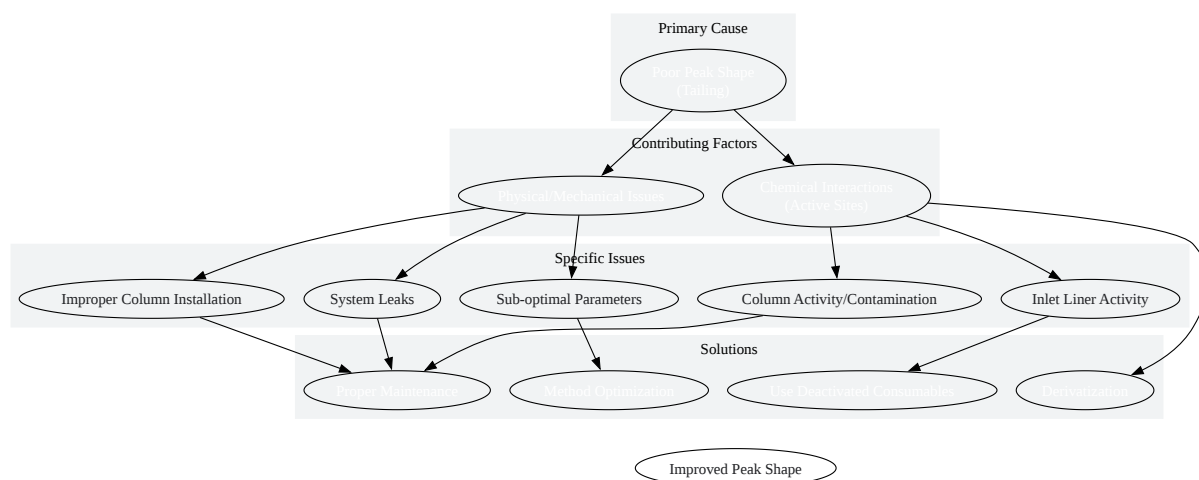 Primary Cause
Poor Peak Shape
(Tailing)
Contributing Factors
Physical/Mechanical Issues
Chemical Interactions
(Active Sites)
Specific Issues
Improper Column Installation
System Leaks
Sub-optimal Parameters
Column Activity/Contamination
Inlet Liner Activity
Solutions
Proper Maintenance
Method Optimization
Use Deactivated Consumables
Derivatization
Improved Peak Shape